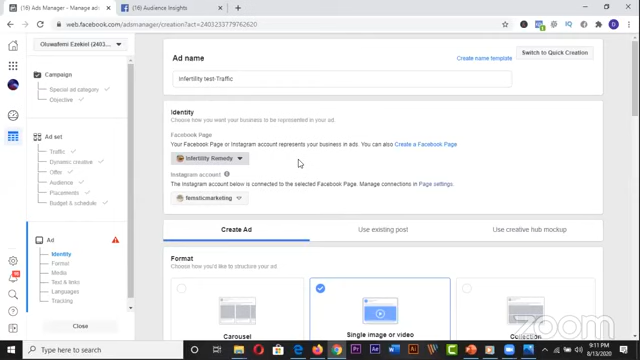 (16) Ads Manager - Manage ads
(16) Audience Insights
web.facebook.com/adsmanager/creation?act=2403233779762620
Oluwafemi Ezekiel (2403...
Campaign
Special ad category
Objective
Ad set
Traffic
Dynamic creative
Offer
Audience
Placements
Budget & schedule
Ad
Identity
Format
Media
Text & links
Languages
Tracking
Close
Ad name
Create name template
Switch to Quick Creation
Infertility test-Traffic
Identity
Choose how you want your business to be represented in your ad.
Facebook Page
Your Facebook Page or Instagram account represents your business in ads. You can also Create a Facebook Page
Infertility Remedy
Instagram account
The Instagram account below is connected to the selected Facebook Page. Manage connections in Page settings.
femsticmarketing
Create Ad
Use existing post
Use creative hub mockup
Format
Choose how you'd like to structure your ad.
Carousel
Single image or video
Collection
zoom
Type here to search
9:11 PM
8/13/2020